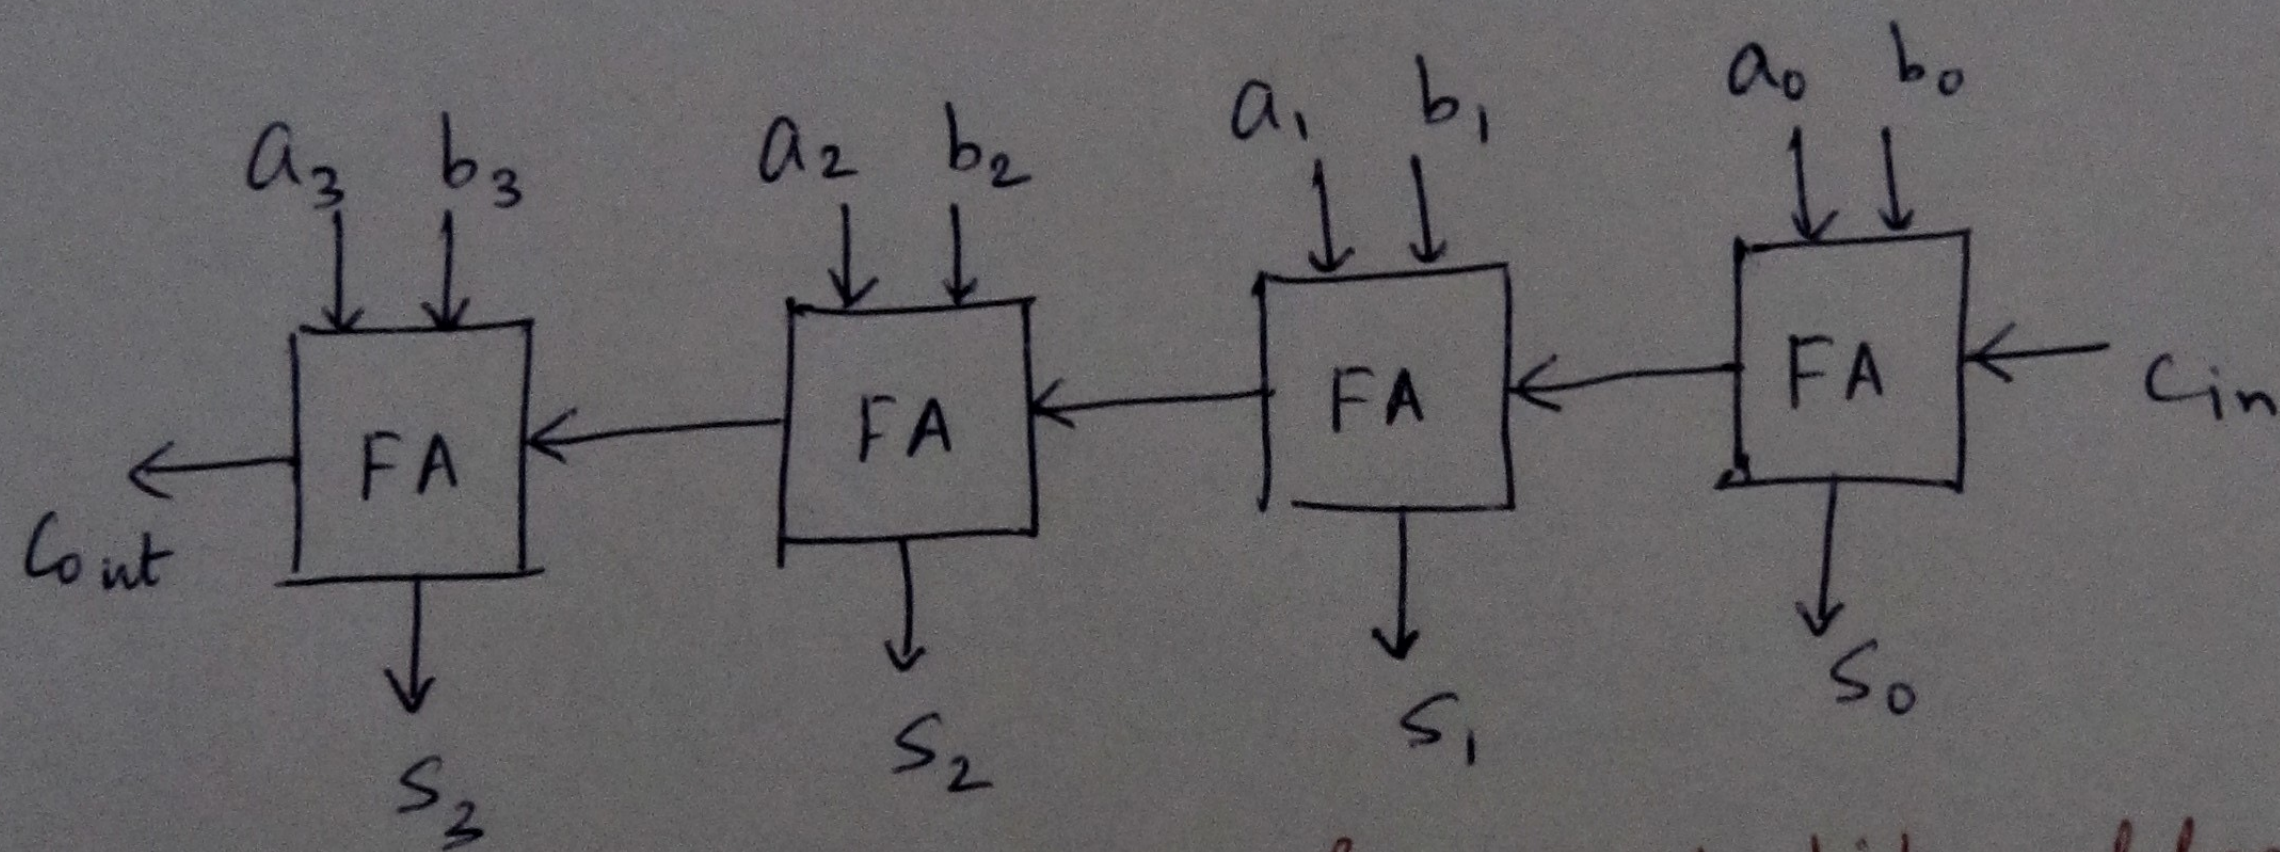 a₃ b₃ a₂ b₂ a₁ b₁ a₀ b₀
FA FA FA FA Cin
Cout
S₃ S₂ S₁ S₀